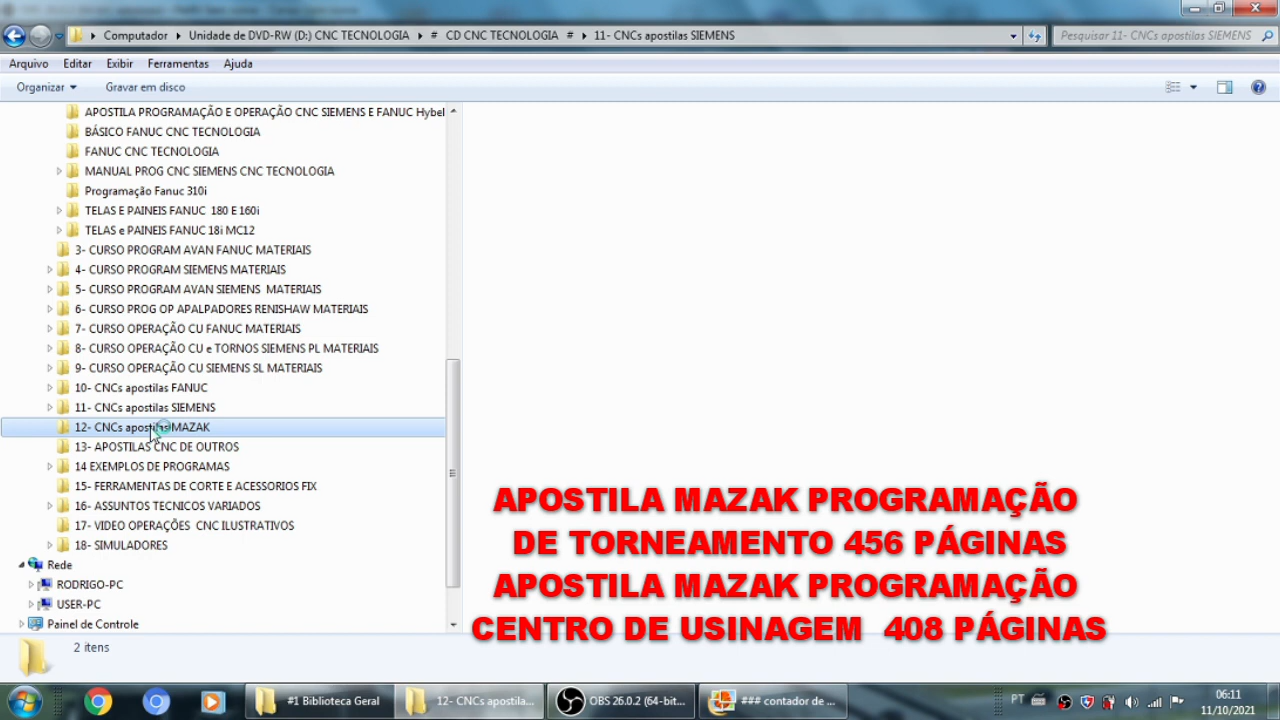 Computador
Unidade de DVD-RW (D:) CNC TECNOLOGIA
# CD CNC TECNOLOGIA #
11- CNCs apostilas SIEMENS
Pesquisar 11- CNCs apostilas SIEMENS
Arquivo Editar Exibir Ferramentas Ajuda
Organizar Gravar em disco
APOSTILA PROGRAMAÇÃO E OPERAÇÃO CNC SIEMENS E FANUC Hybel
BÁSICO FANUC CNC TECNOLOGIA
FANUC CNC TECNOLOGIA
MANUAL PROG CNC SIEMENS CNC TECNOLOGIA
Programação Fanuc 310i
TELAS E PAINEIS FANUC 180 E 160i
TELAS e PAINEIS FANUC 18i MC12
3- CURSO PROGRAM AVAN FANUC MATERIAIS
4- CURSO PROGRAM SIEMENS MATERIAIS
5- CURSO PROGRAM AVAN SIEMENS MATERIAIS
6- CURSO PROG OP APALPADORES RENISHAW MATERIAIS
7- CURSO OPERAÇÃO CU FANUC MATERIAIS
8- CURSO OPERAÇÃO CU e TORNOS SIEMENS PL MATERIAIS
9- CURSO OPERAÇÃO CU SIEMENS SL MATERIAIS
10- CNCs apostilas FANUC
11- CNCs apostilas SIEMENS
12- CNCs apostilas MAZAK
13- APOSTILAS CNC DE OUTROS
14 EXEMPLOS DE PROGRAMAS
15- FERRAMENTAS DE CORTE E ACESSORIOS FIX
16- ASSUNTOS TECNICOS VARIADOS
17- VIDEO OPERAÇÕES CNC ILUSTRATIVOS
18- SIMULADORES
Rede
RODRIGO-PC
USER-PC
Painel de Controle
APOSTILA MAZAK PROGRAMAÇÃO
DE TORNEAMENTO 456 PÁGINAS
APOSTILA MAZAK PROGRAMAÇÃO
CENTRO DE USINAGEM 408 PÁGINAS
2 itens
#1 Biblioteca Geral
12- CNCs apostila...
OBS 26.0.2 (64-bit...
### contador de ...
PT
06:11
11/10/2021